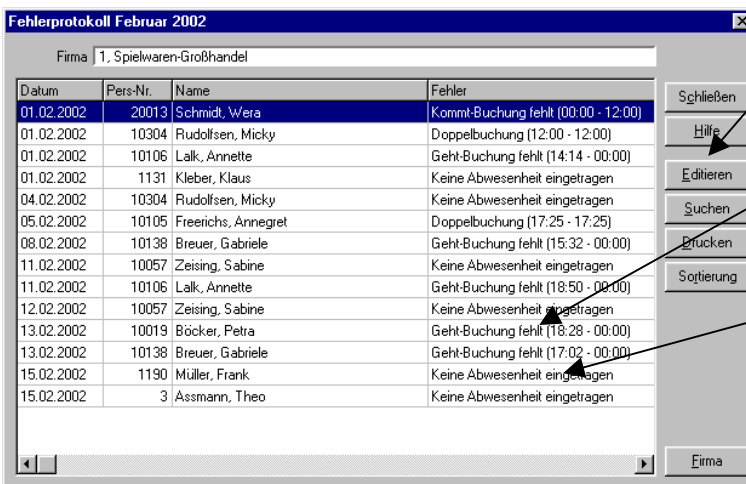 Fehlerprotokoll Februar 2002
Firma 1, Spielwaren-Großhandel
Datum Pers-Nr. Name Fehler
01.02.2002 20013 Schmidt, Wera Kommt-Buchung fehlt (00:00 - 12:00)
01.02.2002 10304 Rudolfsen, Micky Doppelbuchung (12:00 - 12:00)
01.02.2002 10106 Lalk, Annette Geht-Buchung fehlt (14:14 - 00:00)
01.02.2002 1131 Kleber, Klaus Keine Abwesenheit eingetragen
04.02.2002 10304 Rudolfsen, Micky Keine Abwesenheit eingetragen
05.02.2002 10105 Freerichs, Annegret Doppelbuchung (17:25 - 17:25)
08.02.2002 10138 Breuer, Gabriele Geht-Buchung fehlt (15:32 - 00:00)
11.02.2002 10057 Zeising, Sabine Keine Abwesenheit eingetragen
11.02.2002 10106 Lalk, Annette Geht-Buchung fehlt (18:50 - 00:00)
12.02.2002 10057 Zeising, Sabine Keine Abwesenheit eingetragen
13.02.2002 10019 Böcker, Petra Geht-Buchung fehlt (18:28 - 00:00)
13.02.2002 10138 Breuer, Gabriele Geht-Buchung fehlt (17:02 - 00:00)
15.02.2002 1190 Müller, Frank Keine Abwesenheit eingetragen
15.02.2002 3 Assmann, Theo Keine Abwesenheit eingetragen
Schließen
Hilfe
Editieren
Suchen
Drucken
Sortierung
Firma